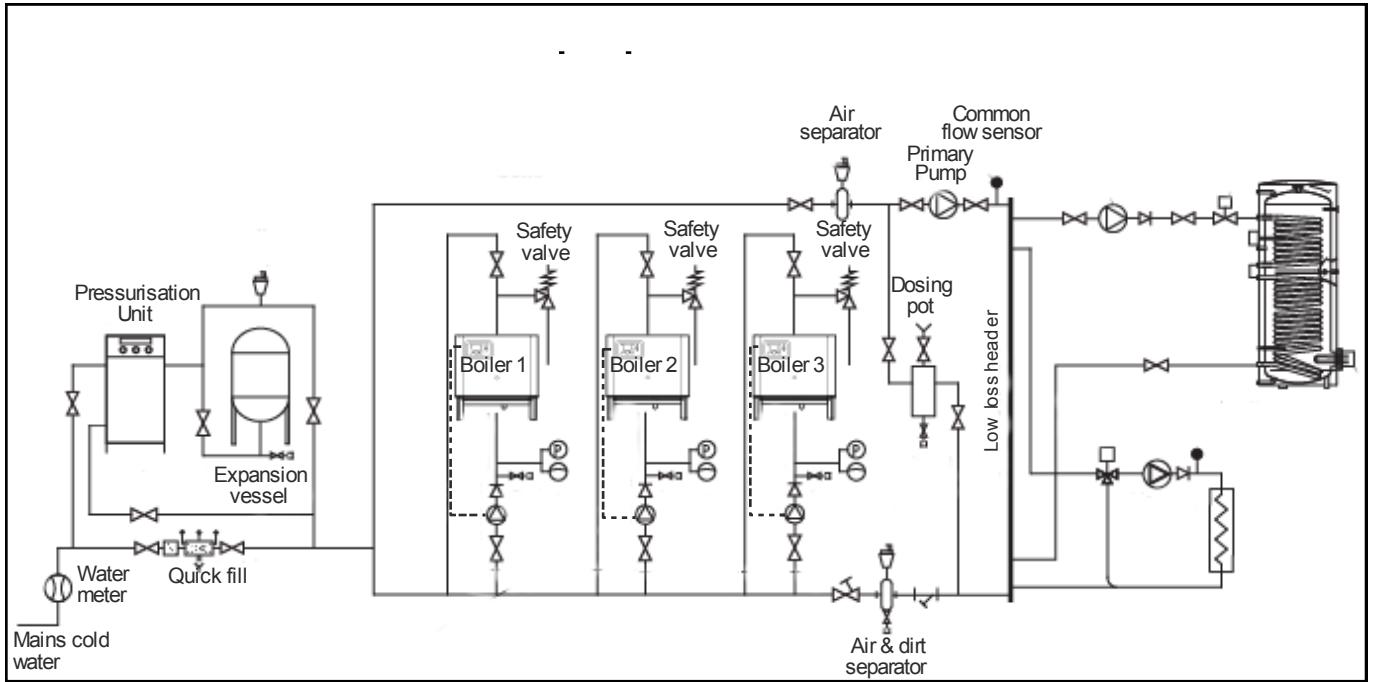 - -
Air
separator
Common
flow sensor
Primary
Pump
Safety
valve
Safety
valve
Safety
valve
Pressurisation
Unit
Dosing
pot
Low loss header
Boiler 1
Boiler 2
Boiler 3
P
P
P
Expansion
vessel
Quick fill
Water
meter
Mains cold
water
Air & dirt
separator